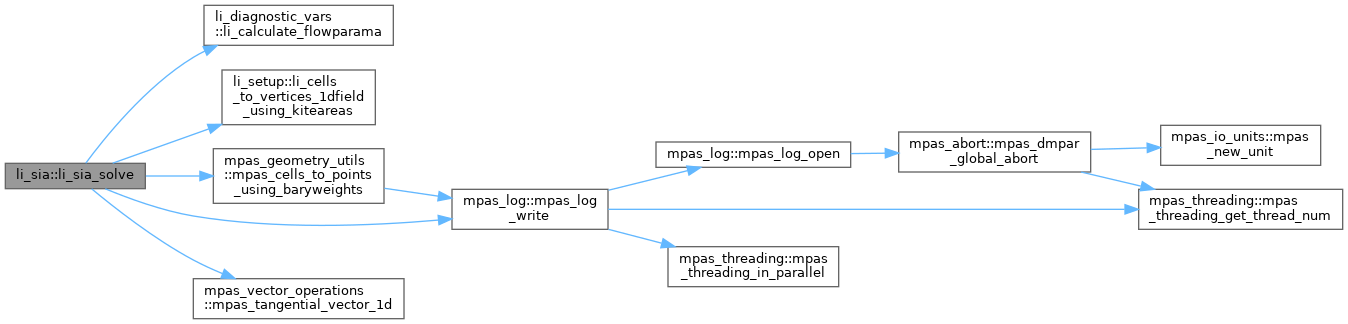 li_sia::li_sia_solve
li_diagnostic_vars
::li_calculate_flowparama
li_setup::li_cells
_to_vertices_1dfield
_using_kiteareas
mpas_geometry_utils
::mpas_cells_to_points
_using_baryweights
mpas_vector_operations
::mpas_tangential_vector_1d
mpas_log::mpas_log
_write
mpas_log::mpas_log_open
mpas_threading::mpas
_threading_in_parallel
mpas_abort::mpas_dmpar
_global_abort
mpas_io_units::mpas
_new_unit
mpas_threading::mpas
_threading_get_thread_num